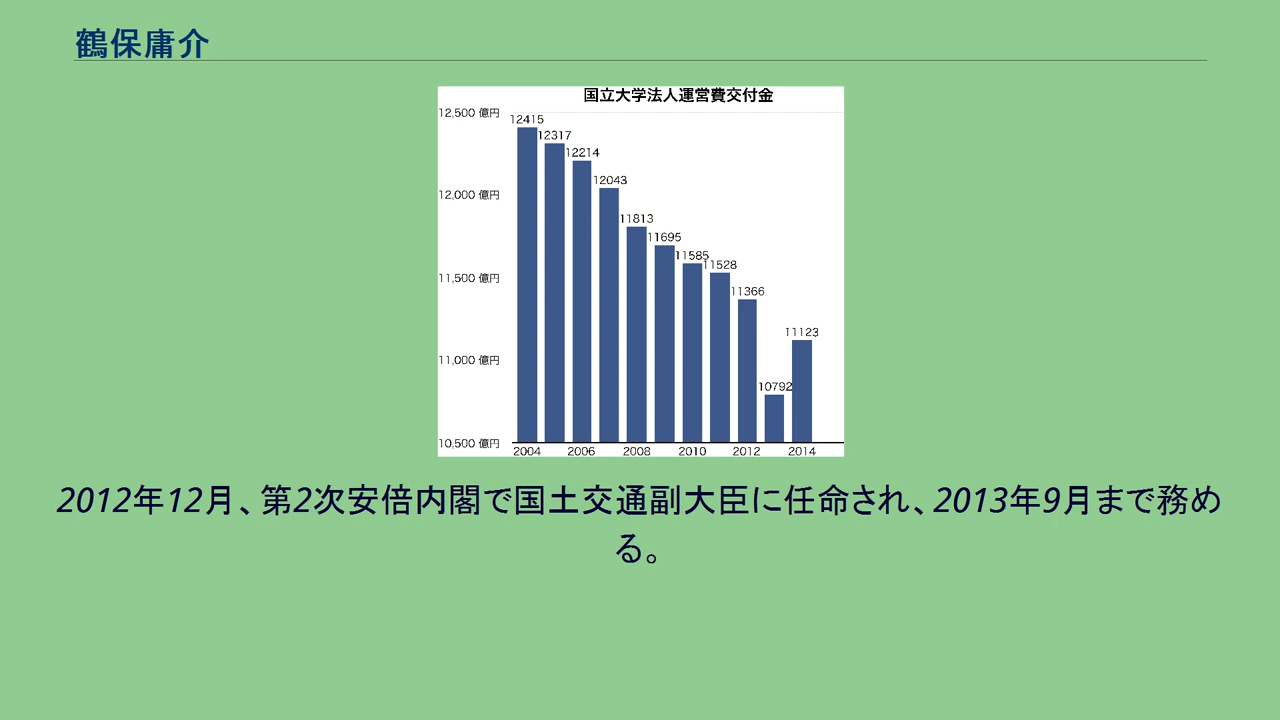 鶴保庸介
国立大学法人運営費交付金
12,500 億円
12415
12317
12214
12043
12,000 億円
11813
11695
11585
11528
11,500 億円
11366
11123
11,000 億円
10792
10,500 億円
2004 2006 2008 2010 2012 2014
2012年12月、第2次安倍内閣で国土交通副大臣に任命され、2013年9月まで務め
る。